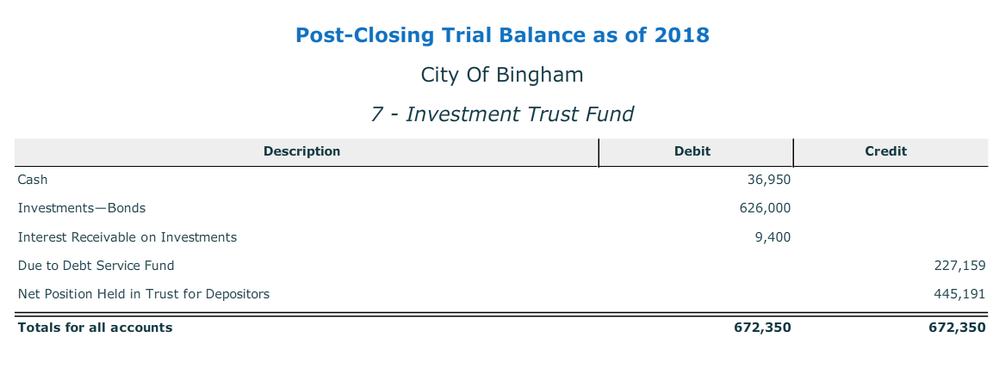 Post-Closing Trial Balance as of 2018
City Of Bingham
7 - Investment Trust Fund
Description Debit Credit
Cash 36,950
Investments—Bonds 626,000
Interest Receivable on Investments 9,400
Due to Debt Service Fund 227,159
Net Position Held in Trust for Depositors 445,191
Totals for all accounts 672,350 672,350